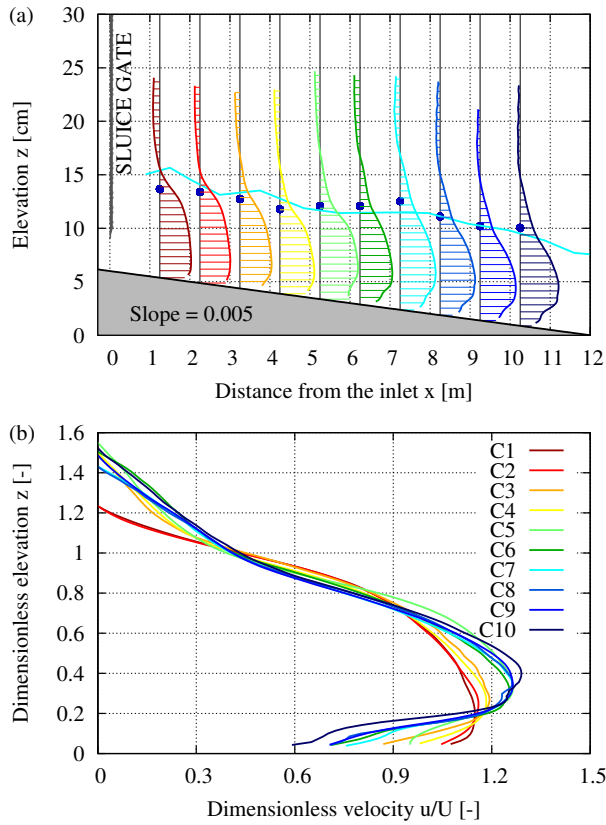 (a)
30
25
20
15
10
5
0
Elevation z [cm]
SLUICE GATE
Slope = 0.005
0 1 2 3 4 5 6 7 8 9 10 11 12
Distance from the inlet x [m]
(b)
1.6
1.4
1.2
1
0.8
0.6
0.4
0.2
0
Dimensionless elevation z [-]
C1
C2
C3
C4
C5
C6
C7
C8
C9
C10
0 0.3 0.6 0.9 1.2 1.5
Dimensionless velocity u/U [-]